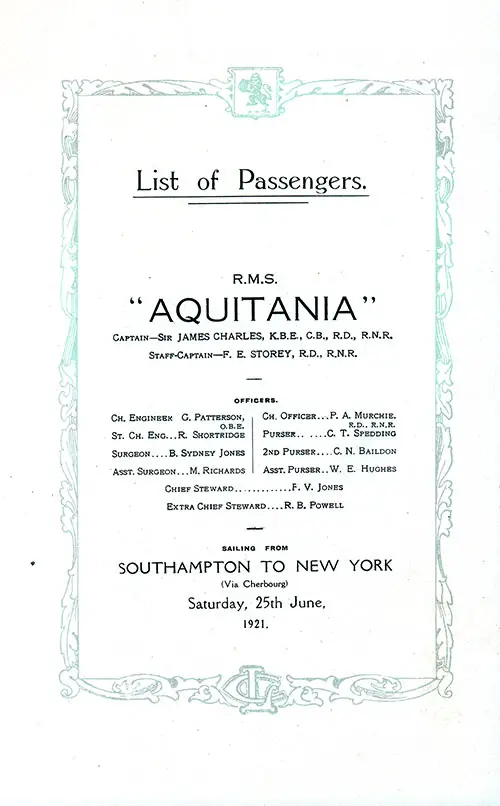 List of Passengers.
R.M.S.
"AQUITANIA"
Captain—Sir JAMES CHARLES, K.B.E., C.B., R.D., R.N.R.
Staff-Captain—F. E. STOREY, R.D., R.N.R.
OFFICERS.
Ch. Engineer G. Patterson,
O.B.E.
St. Ch. Eng...R. Shortridge
Surgeon....B. Sydney Jones
Asst. Surgeon...M. Richards
Ch. Officer...P. A. Murchie,
R.D., R.N.R.
Purser.. ....C. T. Spedding
2nd Purser....C. N. Baildon
Asst. Purser..W. E. Hughes
Chief Steward............F. V. Jones
Extra Chief Steward....R. B. Powell
SAILING FROM
SOUTHAMPTON TO NEW YORK
(Via Cherbourg)
Saturday, 25th June,
1921.